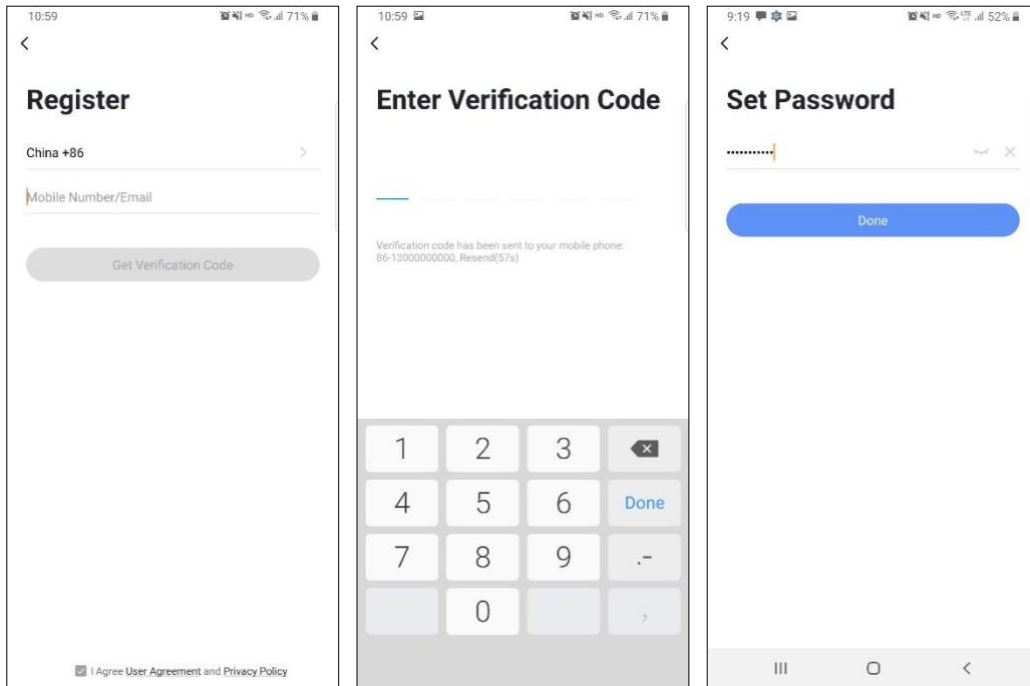 10:59
71%
Register
China +86
Mobile Number/Email
Get Verification Code
I Agree User Agreement and Privacy Policy
10:59
71%
Enter Verification Code
Verification code has been sent to your mobile phone:
86-13000000000, Resend(57s)
1 2 3
4 5 6 Done
7 8 9 .-
0 ,
9:19
52%
Set Password
Done